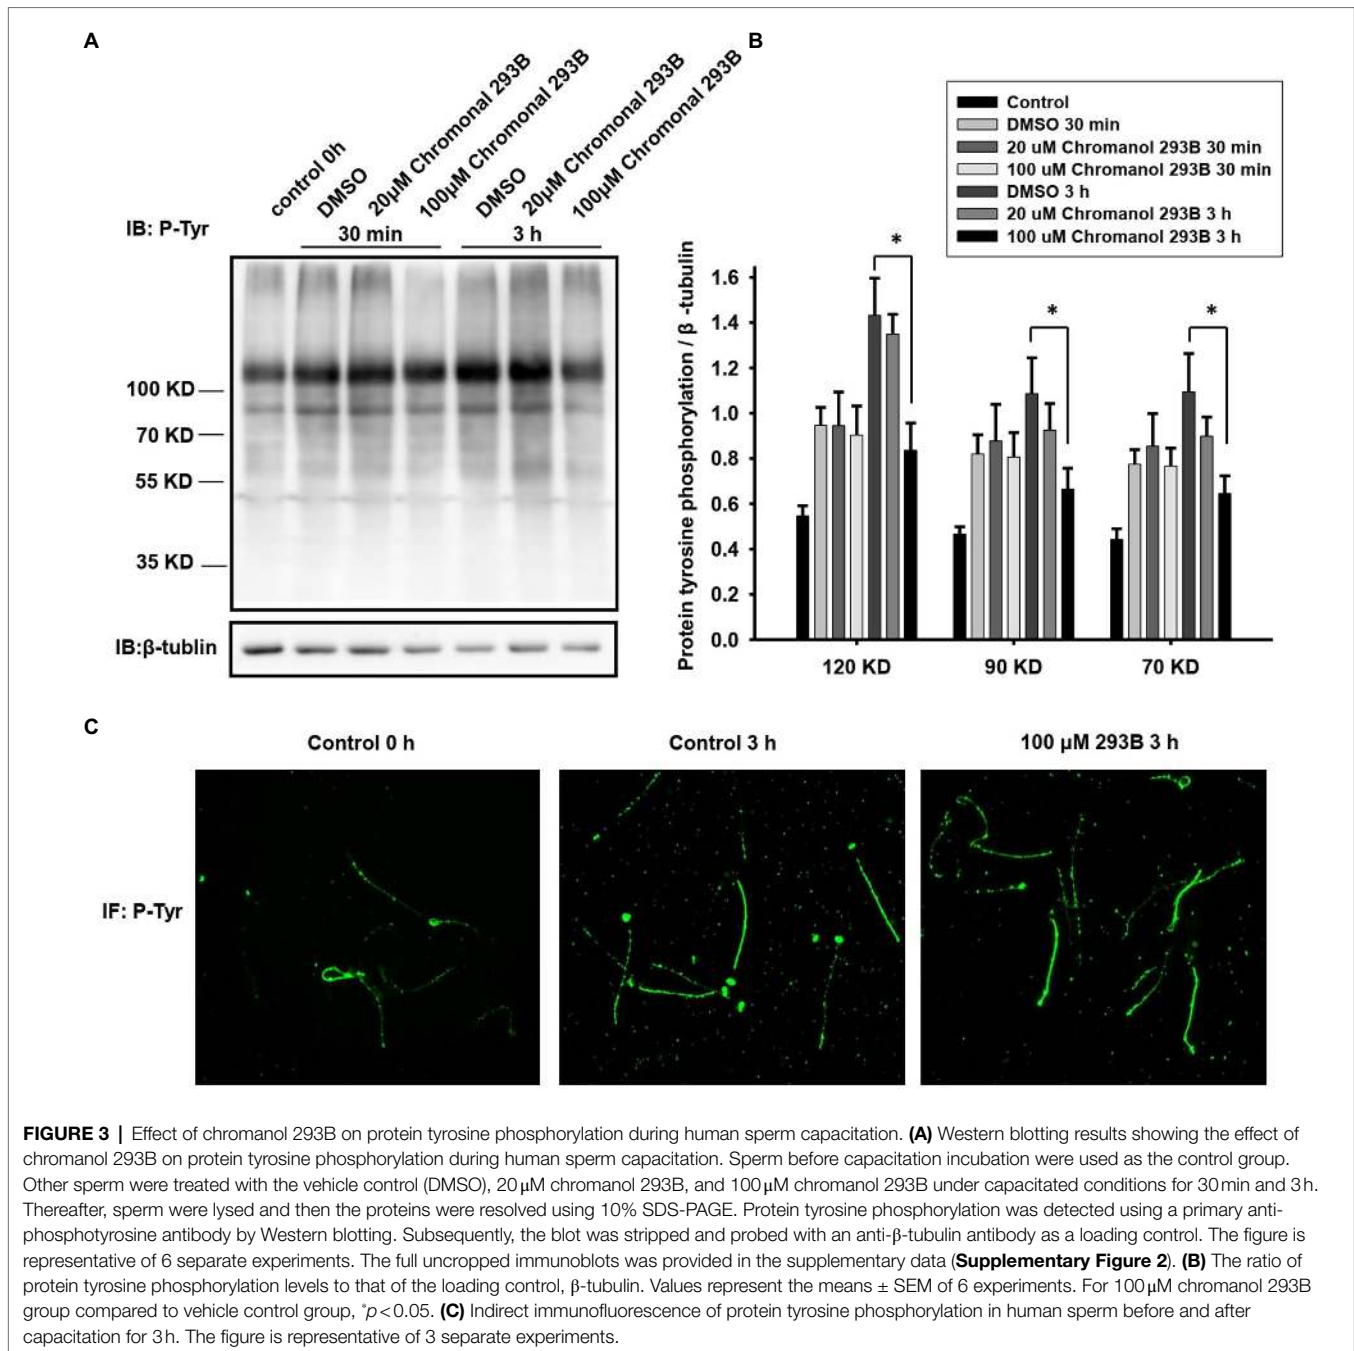 A
control 0h
DMSO
20μM Chromonal 293B
100μM Chromonal 293B
DMSO
20μM Chromonal 293B
100μM Chromonal 293B
IB: P-Tyr
30 min
3 h
100 KD
70 KD
55 KD
35 KD
IB:β-tublin
B
Control
DMSO 30 min
20 uM Chromanol 293B 30 min
100 uM Chromanol 293B 30 min
DMSO 3 h
20 uM Chromanol 293B 3 h
100 uM Chromanol 293B 3 h
Protein tyrosine phosphorylation / β -tubulin
1.6
1.4
1.2
1.0
0.8
0.6
0.4
0.2
0.0
*
*
*
120 KD
90 KD
70 KD
C
Control 0 h
Control 3 h
100 μM 293B 3 h
IF: P-Tyr
FIGURE 3 | Effect of chromanol 293B on protein tyrosine phosphorylation during human sperm capacitation. (A) Western blotting results showing the effect of
chromanol 293B on protein tyrosine phosphorylation during human sperm capacitation. Sperm before capacitation incubation were used as the control group.
Other sperm were treated with the vehicle control (DMSO), 20 μM chromanol 293B, and 100 μM chromanol 293B under capacitated conditions for 30 min and 3 h.
Thereafter, sperm were lysed and then the proteins were resolved using 10% SDS-PAGE. Protein tyrosine phosphorylation was detected using a primary anti-
phosphotyrosine antibody by Western blotting. Subsequently, the blot was stripped and probed with an anti-β-tubulin antibody as a loading control. The figure is
representative of 6 separate experiments. The full uncropped immunoblots was provided in the supplementary data (Supplementary Figure 2). (B) The ratio of
protein tyrosine phosphorylation levels to that of the loading control, β-tubulin. Values represent the means ± SEM of 6 experiments. For 100 μM chromanol 293B
group compared to vehicle control group, *p < 0.05. (C) Indirect immunofluorescence of protein tyrosine phosphorylation in human sperm before and after
capacitation for 3 h. The figure is representative of 3 separate experiments.